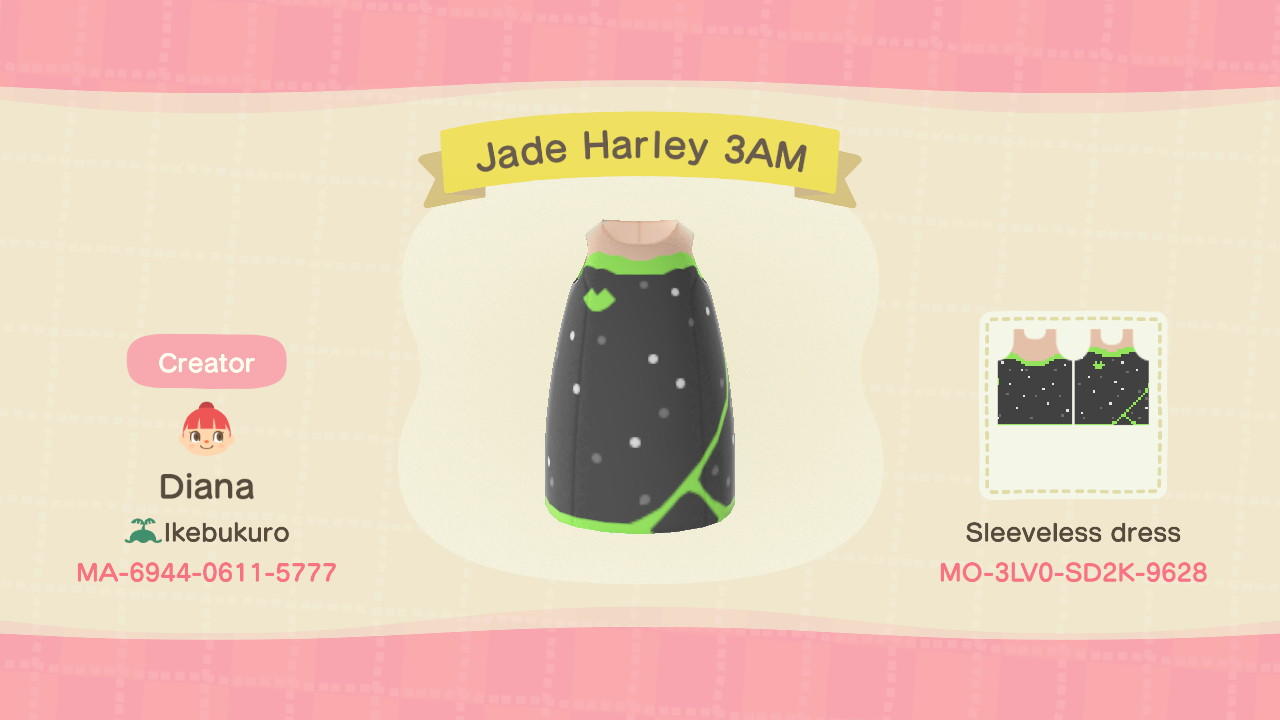 Jade Harley 3AM
Creator
Diana
Ikebukuro
MA-6944-0611-5777
Sleeveless dress
MO-3LV0-SD2K-9628